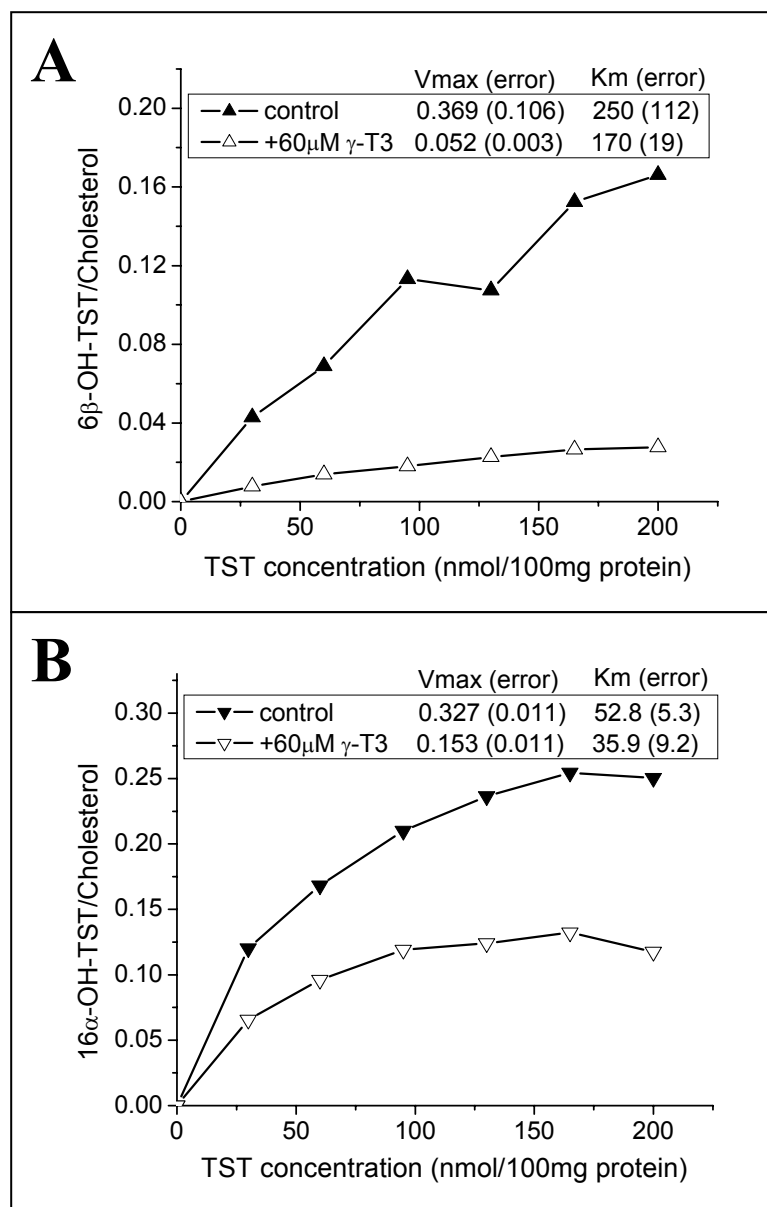 A
Vmax (error) Km (error)
control 0.369 (0.106) 250 (112)
+60μM γ-T3 0.052 (0.003) 170 (19)
0.20
0.16
0.12
0.08
0.04
0.00
6β-OH-TST/Cholesterol
0 50 100 150 200
TST concentration (nmol/100mg protein)
B
Vmax (error) Km (error)
control 0.327 (0.011) 52.8 (5.3)
+60μM γ-T3 0.153 (0.011) 35.9 (9.2)
0.30
0.25
0.20
0.15
0.10
0.05
0.00
16α-OH-TST/Cholesterol
0 50 100 150 200
TST concentration (nmol/100mg protein)